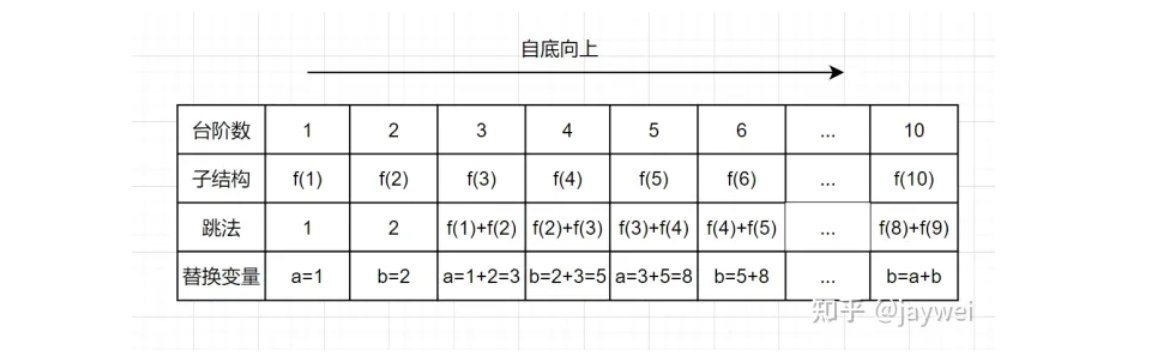 自底向上
台阶数 1 2 3 4 5 6 ... 10
子结构 f(1) f(2) f(3) f(4) f(5) f(6) ... f(10)
跳法 1 2 f(1)+f(2) f(2)+f(3) f(3)+f(4) f(4)+f(5) ... f(8)+f(9)
替换变量 a=1 b=2 a=1+2=3 b=2+3=5 a=3+5=8 b=5+8 ... b=a+b
知乎 @jaywei